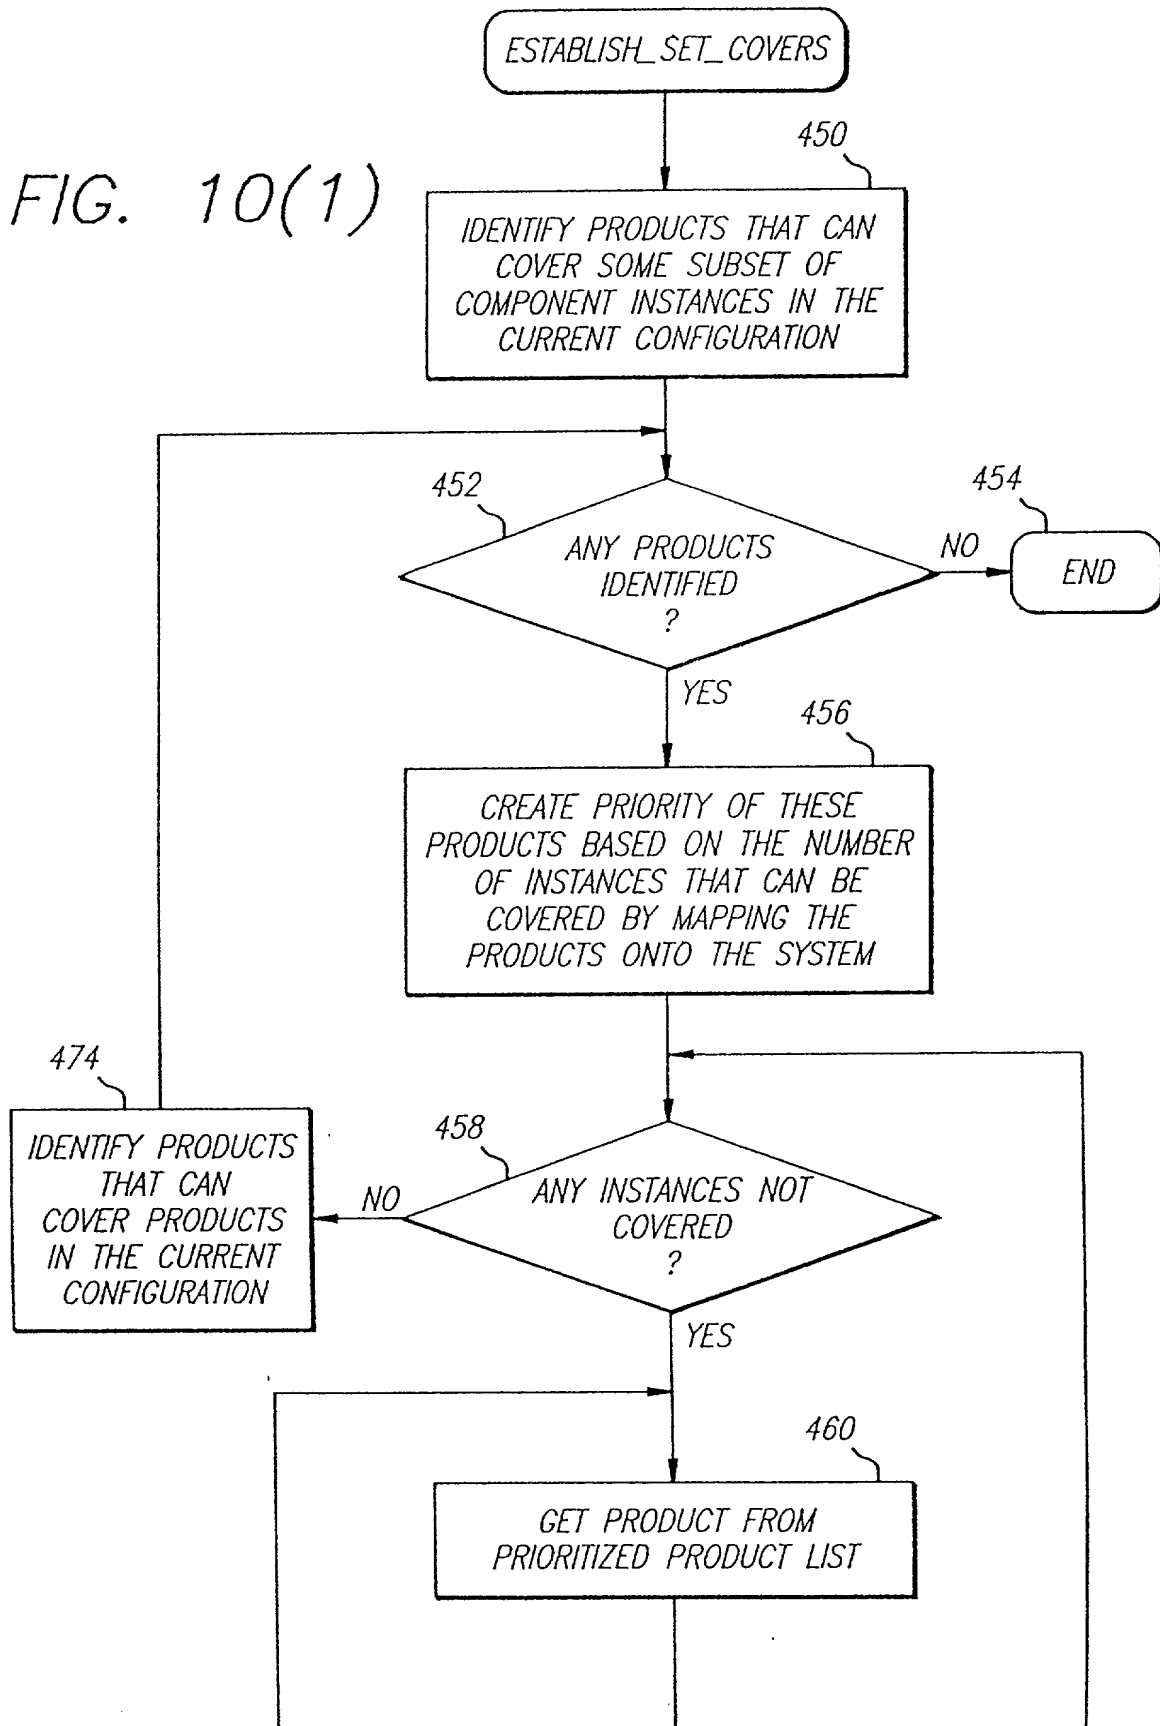 ESTABLISH_SET_COVERS
450
FIG. 10(1)
IDENTIFY PRODUCTS THAT CAN
COVER SOME SUBSET OF
COMPONENT INSTANCES IN THE
CURRENT CONFIGURATION
452
454
ANY PRODUCTS
IDENTIFIED
?
NO
END
YES
456
CREATE PRIORITY OF THESE
PRODUCTS BASED ON THE NUMBER
OF INSTANCES THAT CAN BE
COVERED BY MAPPING THE
PRODUCTS ONTO THE SYSTEM
474
IDENTIFY PRODUCTS
THAT CAN
COVER PRODUCTS
IN THE CURRENT
CONFIGURATION
458
NO
ANY INSTANCES NOT
COVERED
?
YES
460
GET PRODUCT FROM
PRIORITIZED PRODUCT LIST